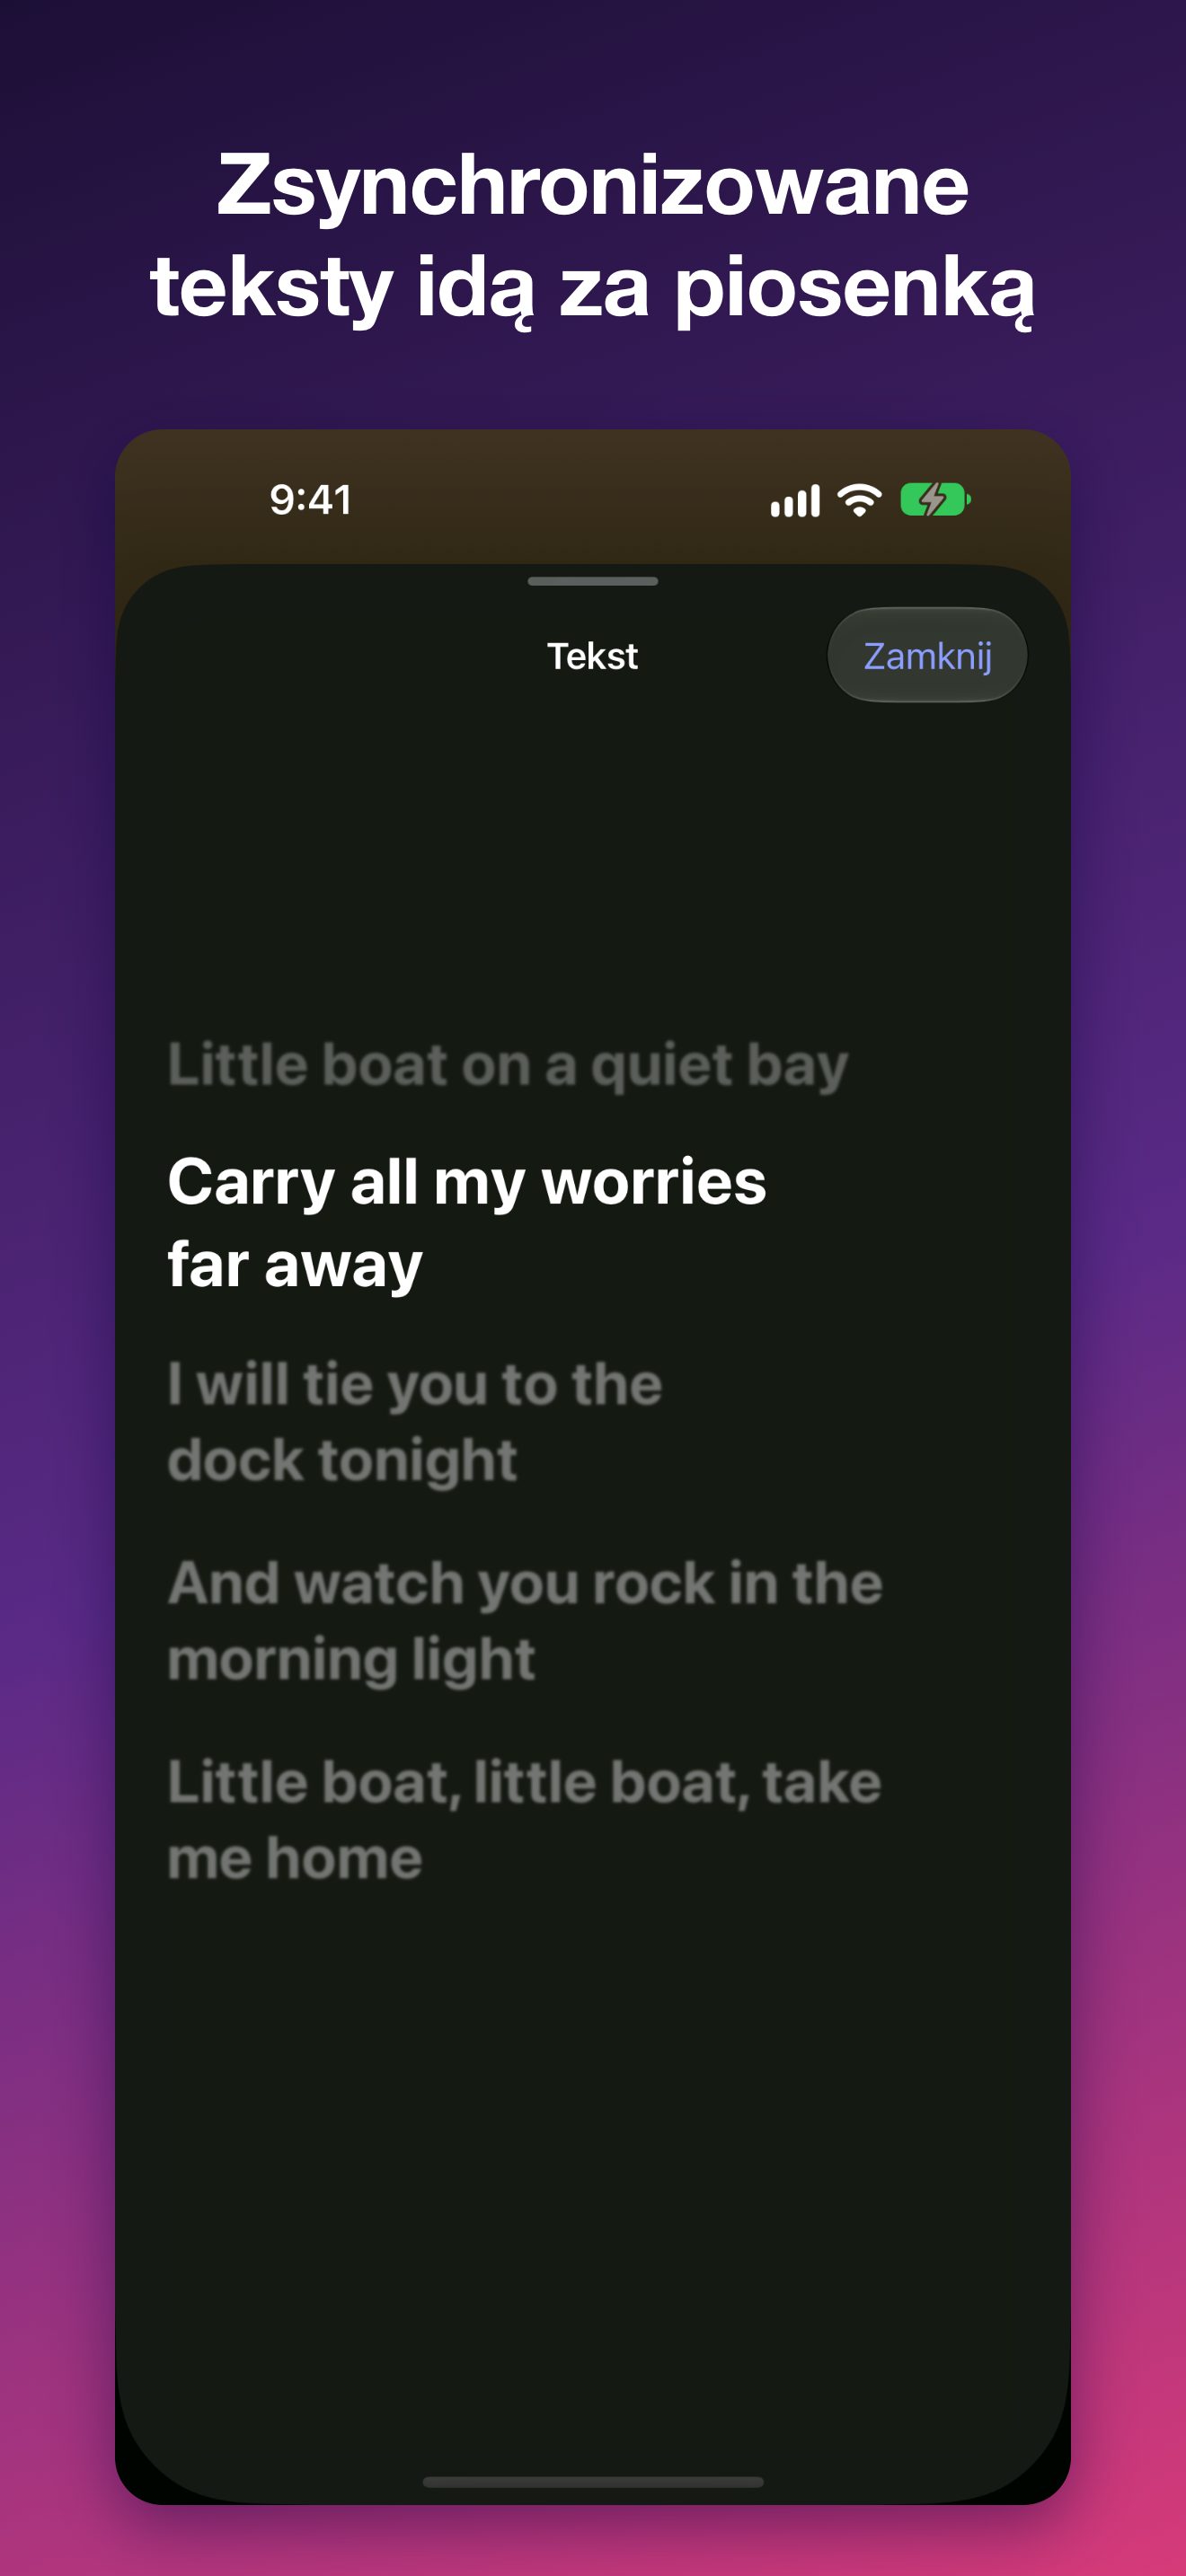 Zsynchronizowane
teksty idą za piosenką
9:41
Tekst
Zamknij
Little boat on a quiet bay
Carry all my worries
far away
I will tie you to the
dock tonight
And watch you rock in the
morning light
Little boat, little boat, take
me home